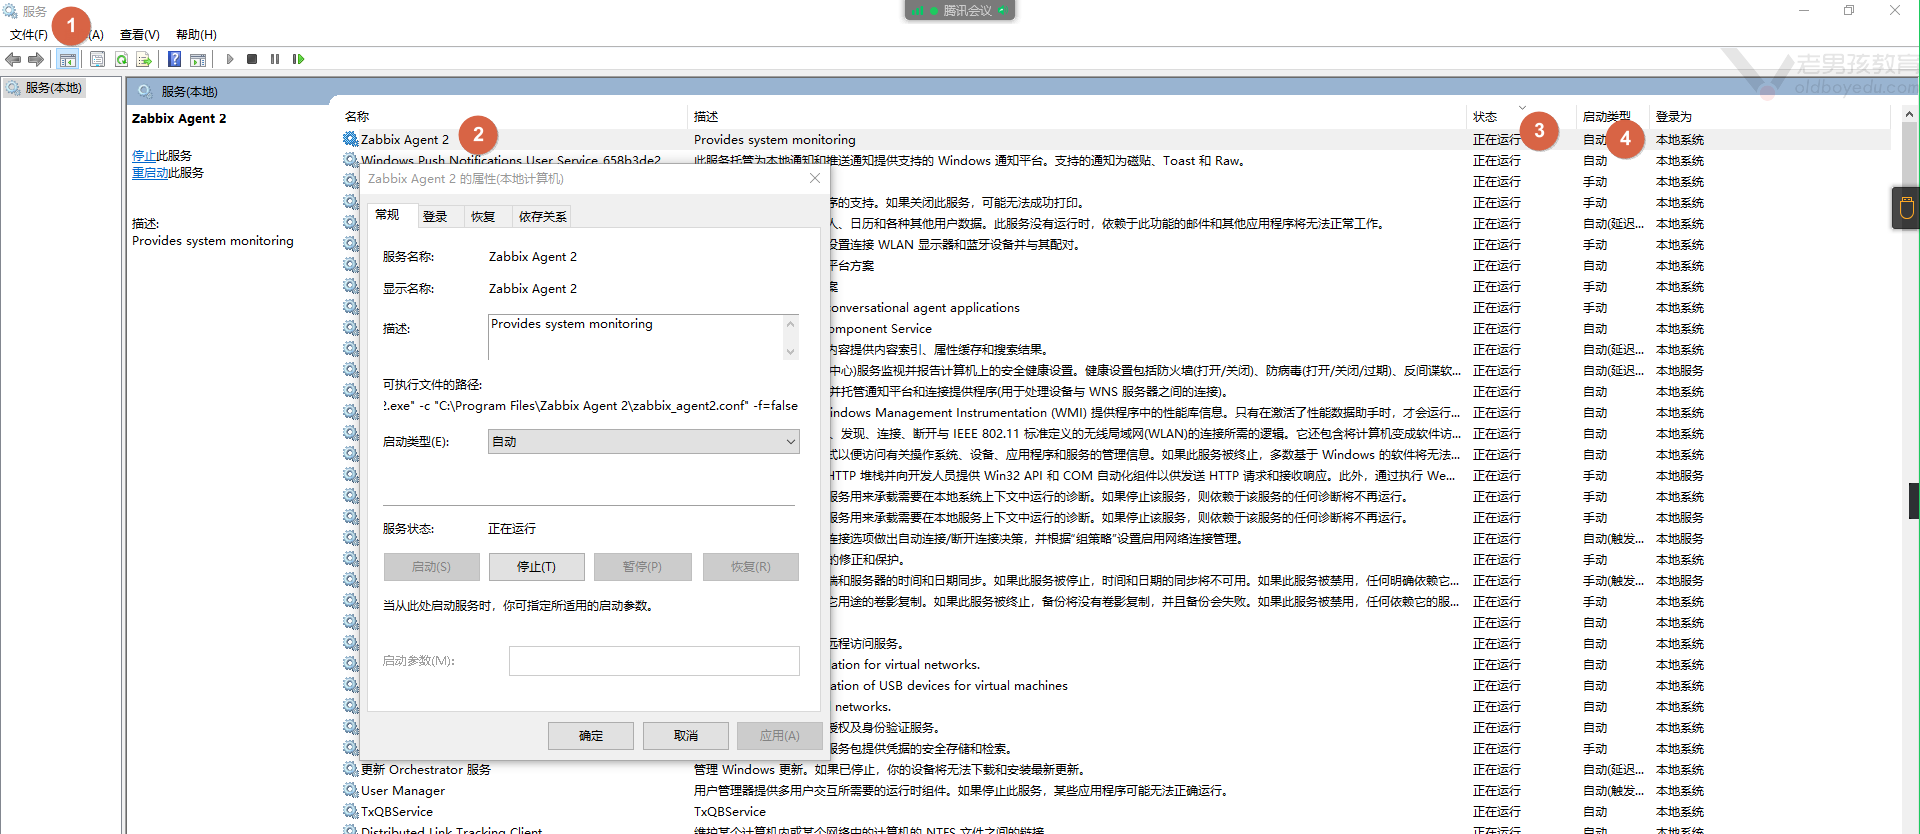 服务
腾讯会议
文件(F)
1
(A)
查看(V)
帮助(H)
老男孩教育
oldboyedu.com
服务(本地)
服务(本地)
Zabbix Agent 2
停止此服务
重启动此服务
描述:
Provides system monitoring
名称 描述 状态 启动类型 登录为
Zabbix Agent 2 2 Provides system monitoring 正在运行 3 自动 4 本地系统
Windows Push Notifications User Service_658b3de2 此服务托管为本地通知和推送通知提供支持的 Windows 通知平台。支持的通知为磁贴、Toast 和 Raw。 正在运行 自动 本地系统
正在运行 手动 本地系统
序的支持。如果关闭此服务，可能无法成功打印。 正在运行 手动 本地系统
人、日历和各种其他用户数据。此服务没有运行时，依赖于此功能的邮件和其他应用程序将无法正常工作。 正在运行 自动(延迟... 本地系统
设置连接 WLAN 显示器和蓝牙设备并与其配对。 正在运行 手动 本地系统
平台方案 正在运行 自动 本地系统
案 正在运行 手动 本地系统
onversational agent applications 正在运行 手动 本地系统
omponent Service 正在运行 自动 本地系统
内容提供内容索引、属性缓存和搜索结果。 正在运行 自动(延迟... 本地系统
中心)服务监视并报告计算机上的安全健康设置。健康设置包括防火墙(打开/关闭)、防病毒(打开/关闭/过期)、反间谍软... 正在运行 自动(延迟... 本地服务
并托管通知平台和连接提供程序(用于处理设备与 WNS 服务器之间的连接)。 正在运行 自动 本地系统
indows Management Instrumentation (WMI) 提供程序中的性能库信息。只有在激活了性能数据助手时，才会运行... 正在运行 手动 本地系统
、发现、连接、断开与 IEEE 802.11 标准定义的无线局域网(WLAN)的连接所需的逻辑。它还包含将计算机变成软件访... 正在运行 自动 本地系统
式以便访问有关操作系统、设备、应用程序和服务的管理信息。如果此服务被终止，多数基于 Windows 的软件将无法... 正在运行 自动 本地系统
HTTP 堆栈并向开发人员提供 Win32 API 和 COM 自动化组件以供发送 HTTP 请求和接收响应。此外，通过执行 We... 正在运行 手动 本地服务
服务用来承载需要在本地系统上下文中运行的诊断。如果停止该服务，则依赖于该服务的任何诊断将不再运行。 正在运行 手动 本地系统
服务用来承载需要在本地服务上下文中运行的诊断。如果停止该服务，则依赖于该服务的任何诊断将不再运行。 正在运行 手动 本地服务
连接选项做出自动连接/断开连接决策，并根据“组策略”设置启用网络连接管理。 正在运行 自动(触发... 本地服务
的修正和保护。 正在运行 手动 本地系统
端和服务器的时间和日期同步。如果此服务被停止，时间和日期的同步将不可用。如果此服务被禁用，任何明确依赖它... 正在运行 手动(触发... 本地服务
它用途的卷影复制。如果此服务被终止，备份将没有卷影复制，并且备份会失败。如果此服务被禁用，任何依赖它的服... 正在运行 手动 本地系统
正在运行 自动 本地系统
远程访问服务。 正在运行 自动 本地系统
ation for virtual networks. 正在运行 自动 本地系统
ation of USB devices for virtual machines 正在运行 自动 本地系统
networks. 正在运行 自动 本地系统
授权及身份验证服务。 正在运行 自动 本地系统
服务包提供凭据的安全存储和检索。 正在运行 手动 本地系统
更新 Orchestrator 服务 管理 Windows 更新。如果已停止，你的设备将无法下载和安装最新更新。 正在运行 自动(延迟... 本地系统
User Manager 用户管理器提供多用户交互所需要的运行时组件。如果停止此服务，某些应用程序可能无法正确运行。 正在运行 自动(触发... 本地系统
TxQBService TxQBService 正在运行 自动 本地系统
Distributed Link Tracking Client 维护某个计算机内或某个网络中的计算机的 NTFS 文件之间的链接。 正在运行 自动 本地系统
Zabbix Agent 2 的属性(本地计算机)
常规 登录 恢复 依存关系
服务名称: Zabbix Agent 2
显示名称: Zabbix Agent 2
描述: Provides system monitoring
可执行文件的路径:
2.exe" -c "C:\Program Files\Zabbix Agent 2\zabbix_agent2.conf" -f=false
启动类型(E): 自动
服务状态: 正在运行
启动(S) 停止(T) 暂停(P) 恢复(R)
当从此处启动服务时，你可指定所适用的启动参数。
启动参数(M):
确定 取消 应用(A)